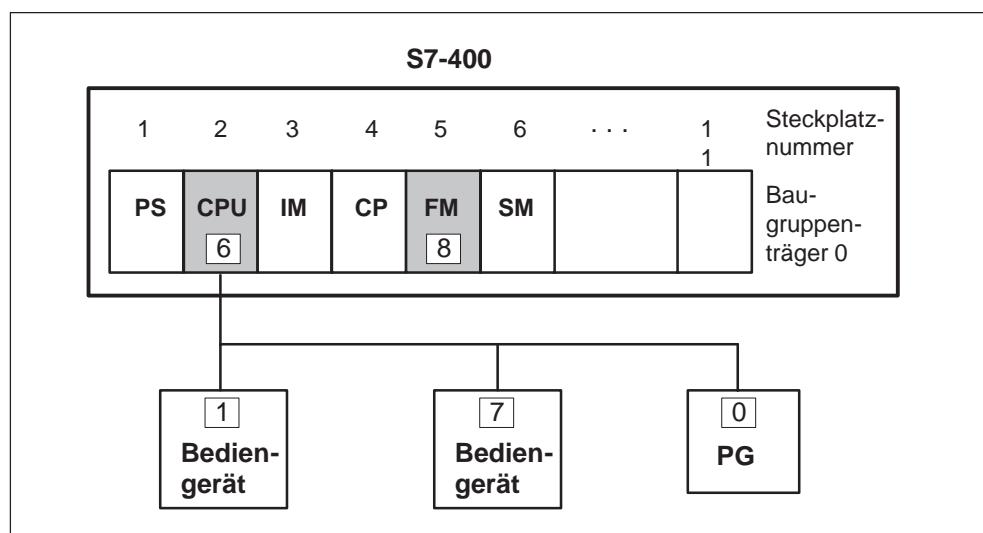 S7-400
1 2 3 4 5 6 . . . 1
1
Steckplatz-
nummer
PS CPU IM CP FM SM
6 8
Bau-
gruppen-
träger 0
1 7 0
Bedien-
gerät
Bedien-
gerät
PG